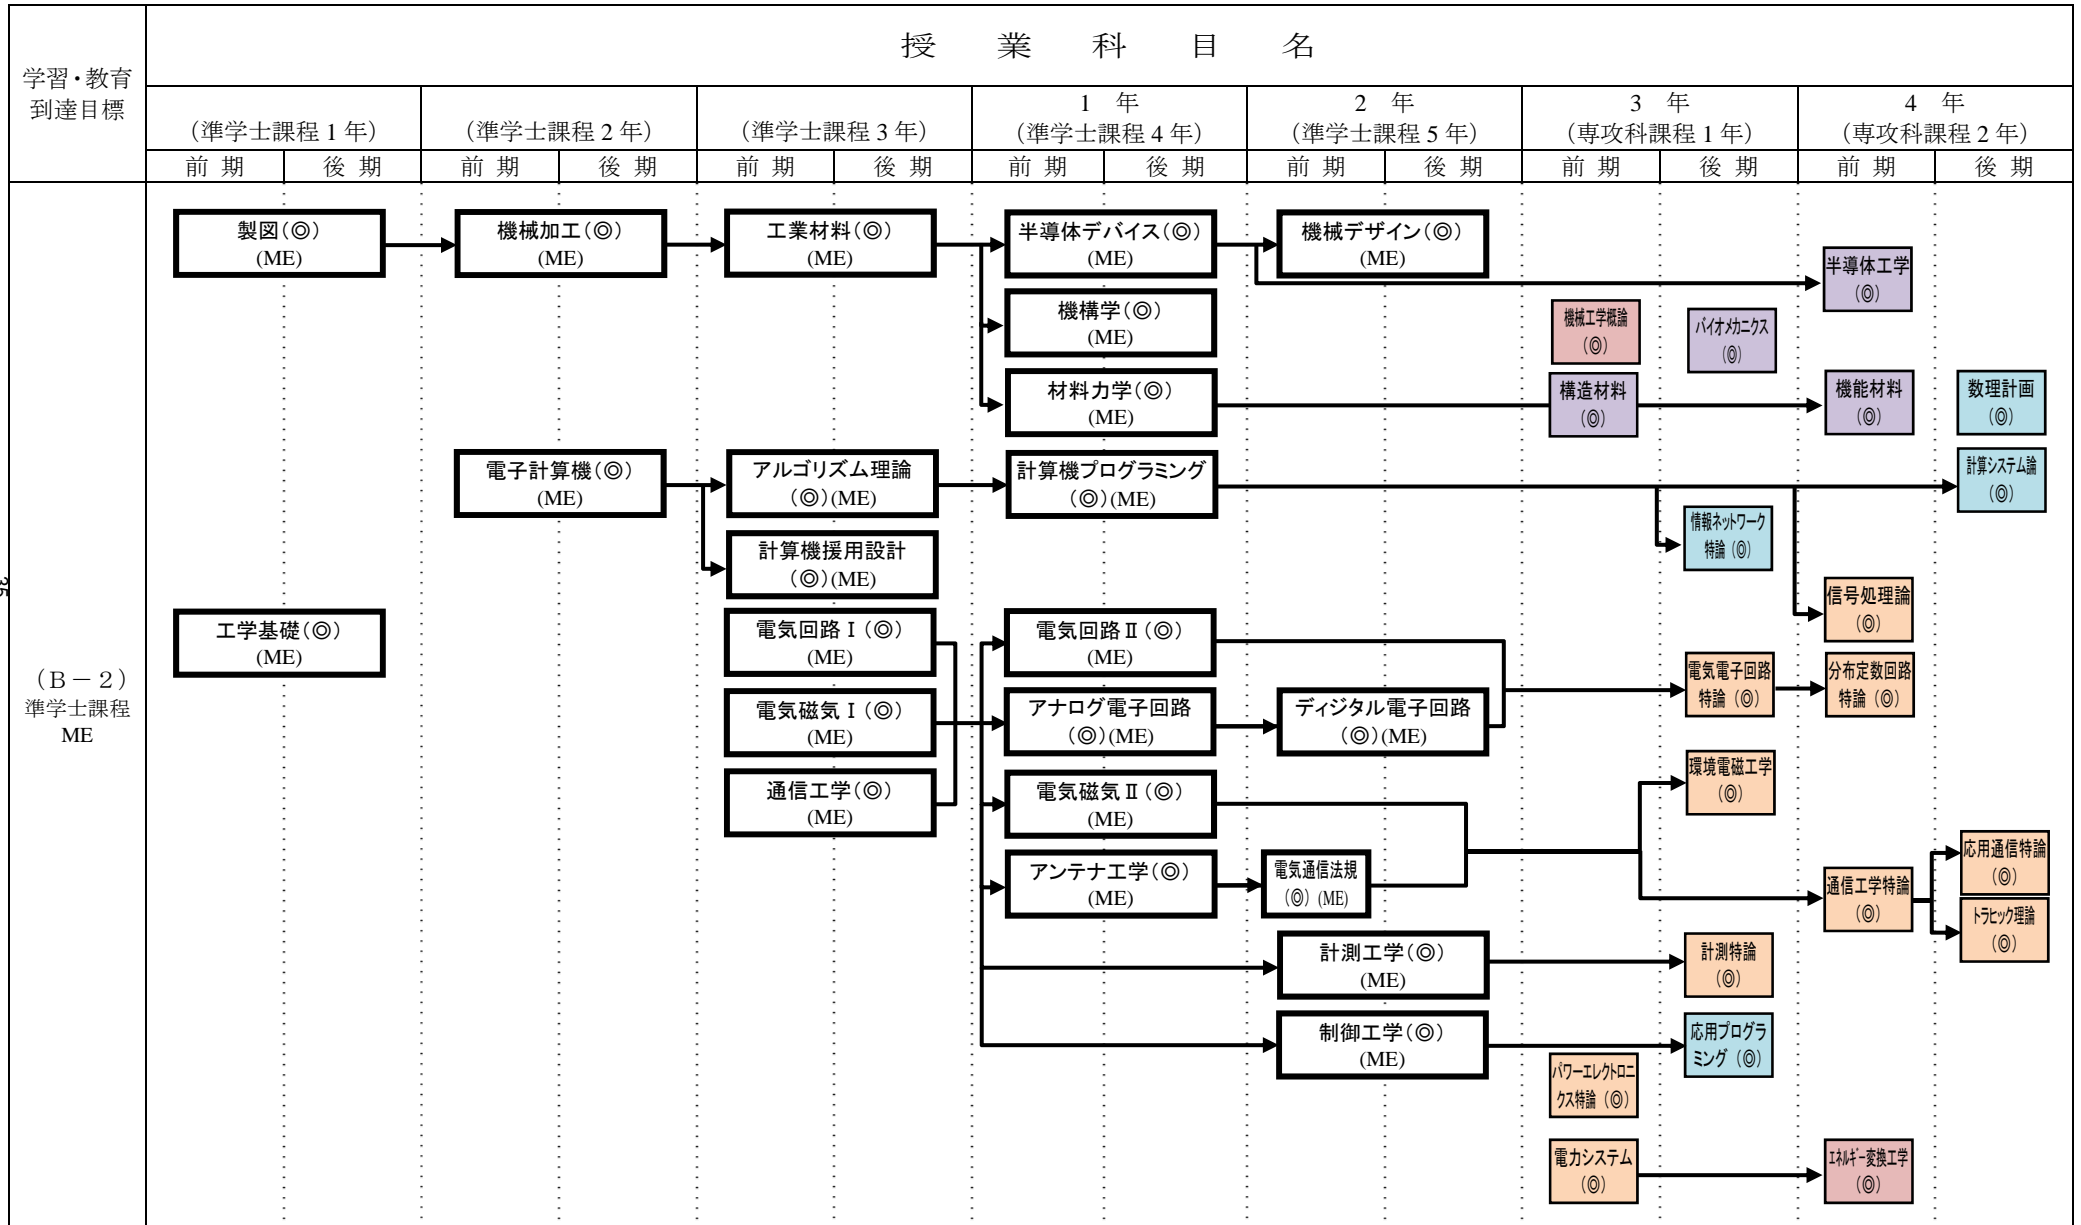 授業科目名
学習・教育
到達目標
1 年
2 年
3 年
4 年
(準学士課程1年)
(準学士課程2年)
(準学士課程3年)
(準学士課程4年)
(準学士課程5年)
(専攻科課程1年)
(専攻科課程2年)
前 期
後 期
前 期
後 期
前 期
後 期
前 期
後 期
前 期
後 期
前 期
後 期
前 期
後 期
製図(◎)
(ME)
機械加工(◎)
(ME)
工業材料(◎)
(ME)
半導体デバイス(◎)
(ME)
機械デザイン(◎)
(ME)
半導体工学
(◎)
機構学(◎)
(ME)
機械工学概論
(◎)
バイオメカニクス
(◎)
材料力学(◎)
(ME)
構造材料
(◎)
機能材料
(◎)
数理計画
(◎)
電子計算機(◎)
(ME)
アルゴリズム理論
(◎)(ME)
計算機プログラミング
(◎)(ME)
計算システム論
(◎)
計算機援用設計
(◎)(ME)
情報ネットワーク
特論(◎)
信号処理論
(◎)
工学基礎(◎)
(ME)
電気回路Ⅰ(◎)
(ME)
電気回路Ⅱ(◎)
(ME)
電気電子回路
特論(◎)
分布定数回路
特論(◎)
(B-2)
準学士課程
ME
電気磁気Ⅰ(◎)
(ME)
アナログ電子回路
(◎)(ME)
ディジタル電子回路
(◎)(ME)
通信工学(◎)
(ME)
電気磁気Ⅱ(◎)
(ME)
環境電磁工学
(◎)
アンテナ工学(◎)
(ME)
電気通信法規
(◎)(ME)
通信工学特論
(◎)
応用通信特論
(◎)
トラヒック理論
(◎)
計測工学(◎)
(ME)
計測特論
(◎)
制御工学(◎)
(ME)
応用プログラ
ミング(◎)
パワーエレクトロニ
クス特論(◎)
電力システム
(◎)
エネルギー変換工学
(◎)